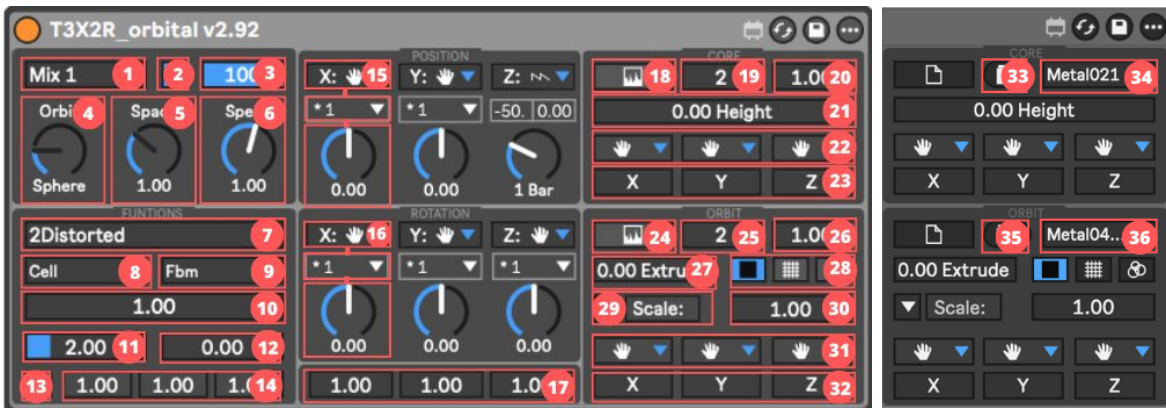 T3X2R_orbital v2.92
Mix 1 1 2 100 3
Orbi 4 Spac 5 Spe 6
Sphere 1.00 1.00
FUNTIONS
2Distorted 7
Cell 8 Fbm 9
1.00 10
2.00 11 0.00 12
13 1.00 1.00 1. 14
POSITION
X: 15 Y: Z:
* 1 * 1 -50. 0.00
0.00 0.00 1 Bar
ROTATION
X: 16 Y: Z:
* 1 * 1 * 1
0.00 0.00 0.00
1.00 1.00 1.0 17
CORE
18 2 19 1.00 20
0.00 Height 21
22
X Y Z 23
ORBIT
24 2 25 1.00 26
0.00 Extru 27 28
29 Scale: 1.00 30
31
X Y Z 32
CORE
33 Metal021 34
0.00 Height
X Y Z
ORBIT
35 Metal04... 36
0.00 Extrude
Scale: 1.00
X Y Z